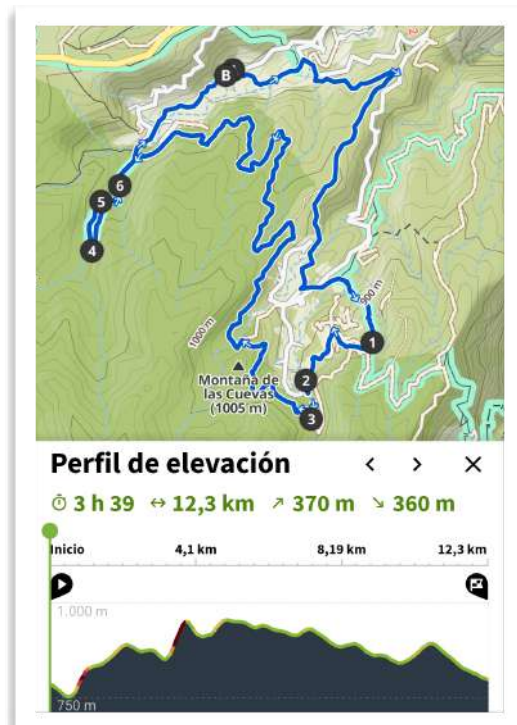 B
6
5
4
1000 m
900 m
1
Montaña de
las Cuevas
(1005 m)
2
3
Perfil de elevación
3 h 39 12,3 km 370 m 360 m
Inicio 4,1 km 8,19 km 12,3 km
1.000 m
750 m